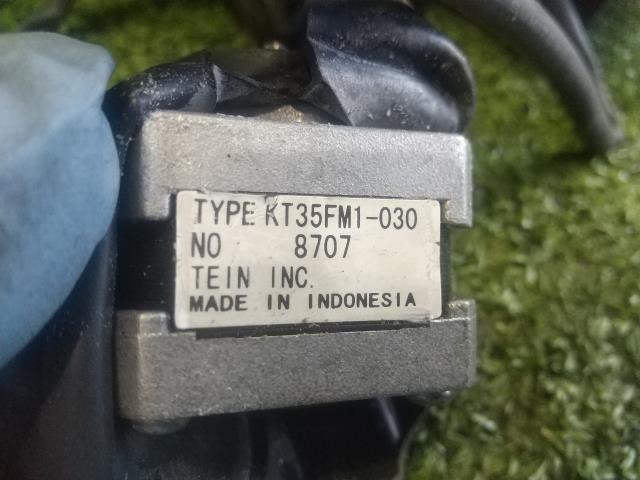 TYPE KT35FM1-030
NO 8707
TEIN INC.
MADE IN INDONESIA